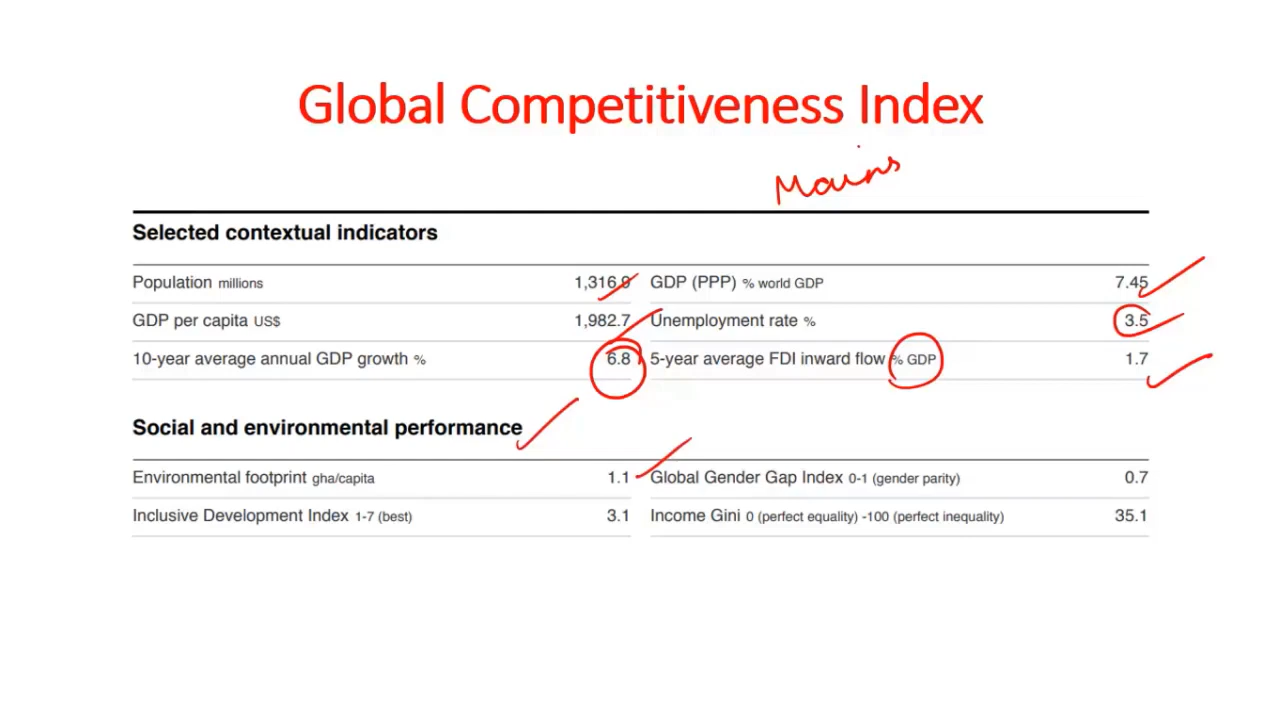 Global Competitiveness Index
Mains
Selected contextual indicators
Population millions 1,316.9 GDP (PPP) % world GDP 7.45
GDP per capita US$ 1,982.7 Unemployment rate % 3.5
10-year average annual GDP growth % 6.8 5-year average FDI inward flow % GDP 1.7
Social and environmental performance
Environmental footprint gha/capita 1.1 Global Gender Gap Index 0-1 (gender parity) 0.7
Inclusive Development Index 1-7 (best) 3.1 Income Gini 0 (perfect equality) -100 (perfect inequality) 35.1